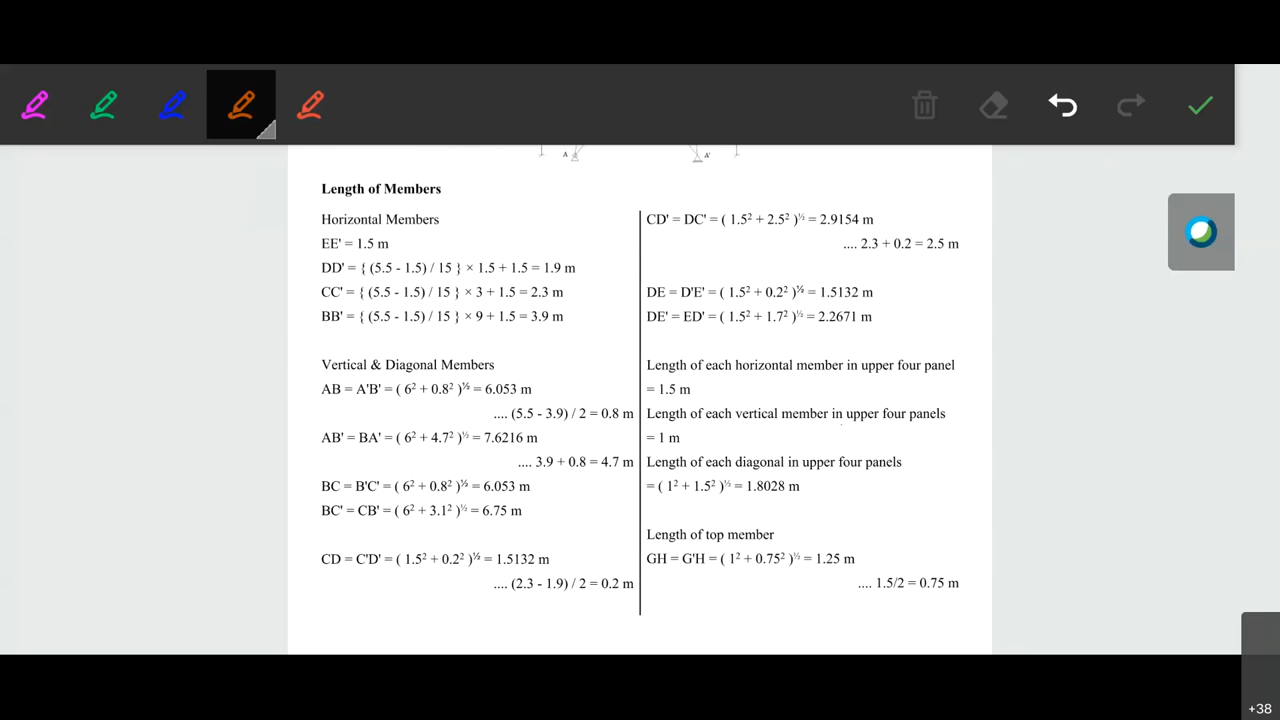 A A'
Length of Members
Horizontal Members
EE' = 1.5 m
DD' = { (5.5 - 1.5) / 15 } × 1.5 + 1.5 = 1.9 m
CC' = { (5.5 - 1.5) / 15 } × 3 + 1.5 = 2.3 m
BB' = { (5.5 - 1.5) / 15 } × 9 + 1.5 = 3.9 m
Vertical & Diagonal Members
AB = A'B' = ( 6² + 0.8² )^½ = 6.053 m
.... (5.5 - 3.9) / 2 = 0.8 m
AB' = BA' = ( 6² + 4.7² )^½ = 7.6216 m
.... 3.9 + 0.8 = 4.7 m
BC = B'C' = ( 6² + 0.8² )^½ = 6.053 m
BC' = CB' = ( 6² + 3.1² )^½ = 6.75 m
CD = C'D' = ( 1.5² + 0.2² )^½ = 1.5132 m
.... (2.3 - 1.9) / 2 = 0.2 m
CD' = DC' = ( 1.5² + 2.5² )^½ = 2.9154 m
.... 2.3 + 0.2 = 2.5 m
DE = D'E' = ( 1.5² + 0.2² )^½ = 1.5132 m
DE' = ED' = ( 1.5² + 1.7² )^½ = 2.2671 m
Length of each horizontal member in upper four panel
= 1.5 m
Length of each vertical member in upper four panels
= 1 m
Length of each diagonal in upper four panels
= ( 1² + 1.5² )^½ = 1.8028 m
Length of top member
GH = G'H = ( 1² + 0.75² )^½ = 1.25 m
.... 1.5/2 = 0.75 m
+38